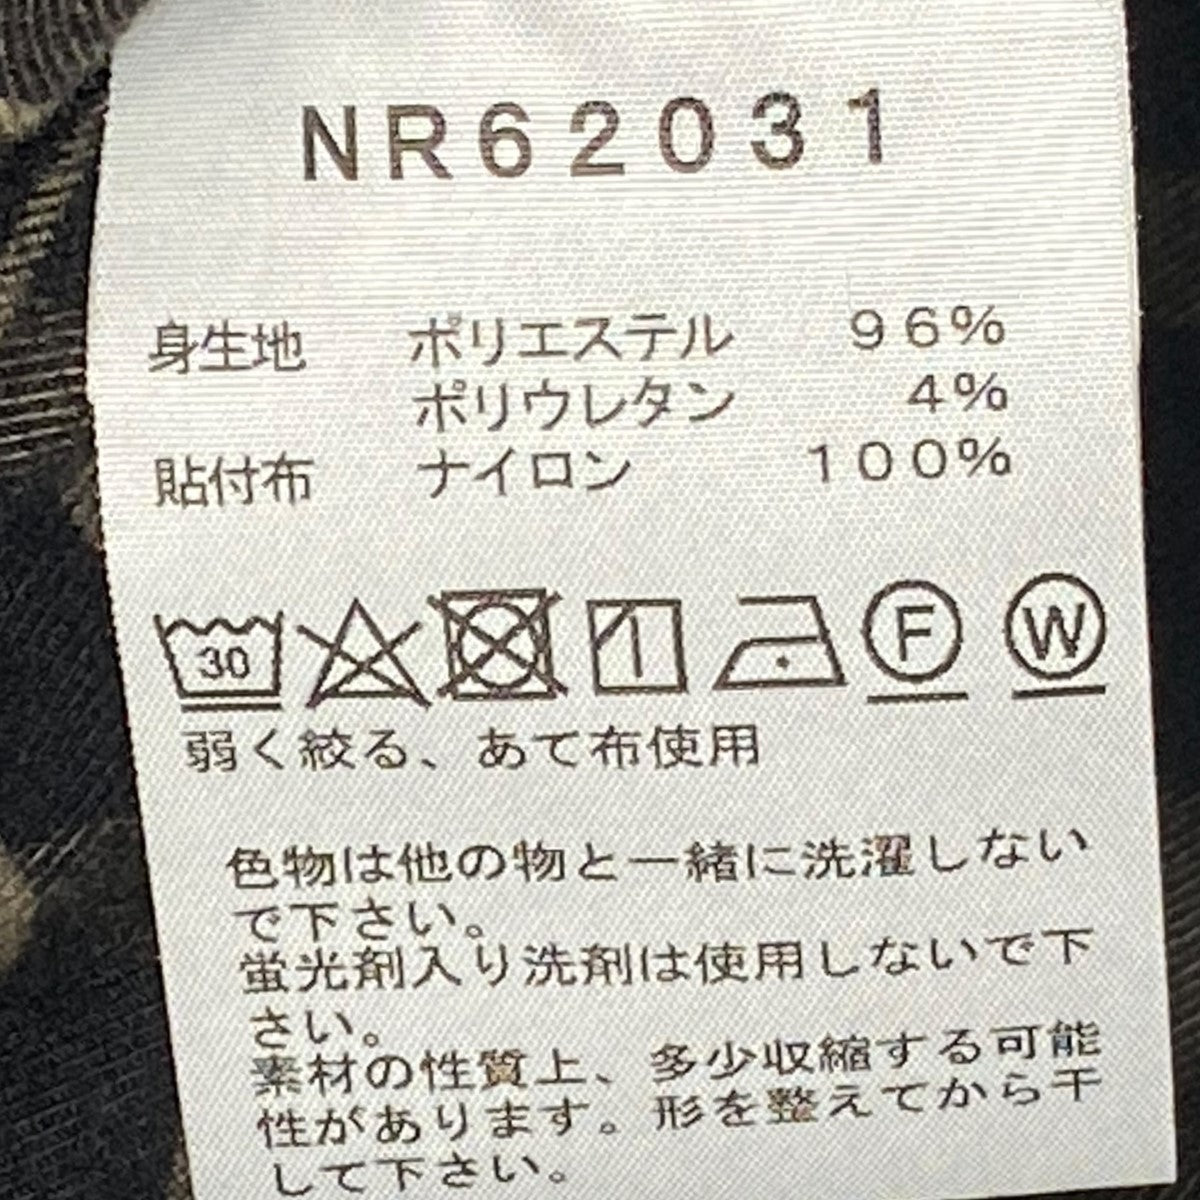 NR62031
身生地 ポリエステル 96%
ポリウレタン 4%
貼付布 ナイロン 100%
30 F W
弱く絞る、あて布使用
色物は他の物と一緒に洗濯しない
で下さい。
蛍光剤入り洗剤は使用しないで下
さい。
素材の性質上、多少収縮する可能
性があります。形を整えてから干
して下さい。